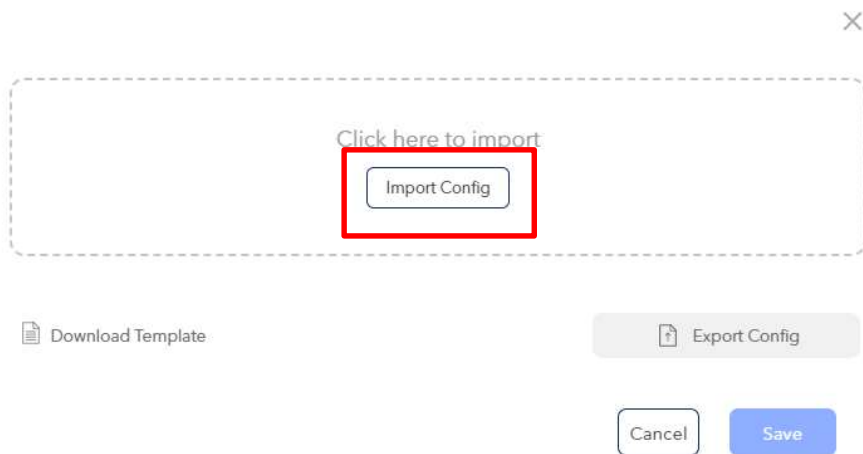 Click here to import
Import Config
Download Template
Export Config
Cancel
Save